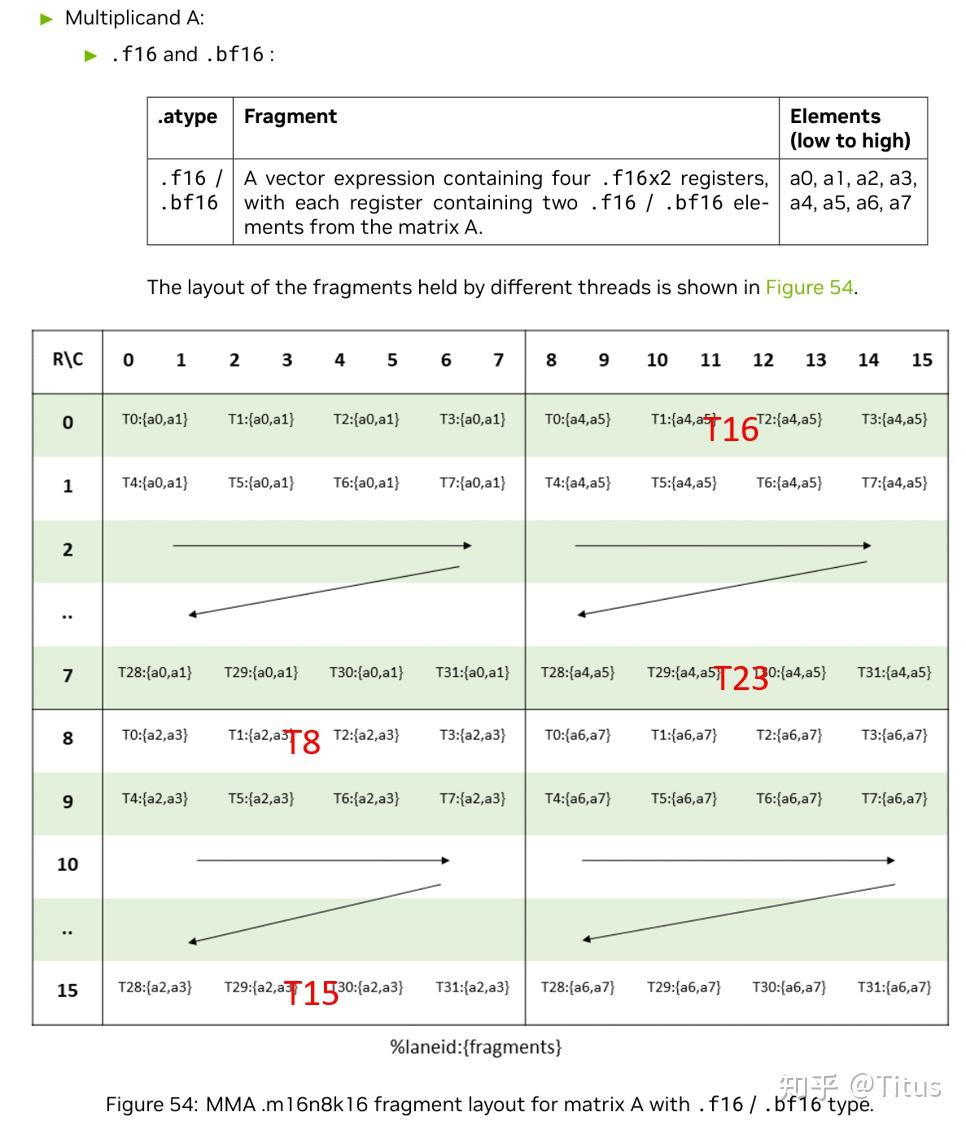 Multiplicand A:
.f16 and .bf16 :
.atype Fragment Elements (low to high)
.f16 / .bf16 A vector expression containing four .f16x2 registers, a0, a1, a2, a3,
with each register containing two .f16 / .bf16 ele- a4, a5, a6, a7
ments from the matrix A.
The layout of the fragments held by different threads is shown in Figure 54.
R\C 0 1 2 3 4 5 6 7 8 9 10 11 12 13 14 15
0 T0:{a0,a1} T1:{a0,a1} T2:{a0,a1} T3:{a0,a1} T0:{a4,a5} T1:{a4,a5} T16 T2:{a4,a5} T3:{a4,a5}
1 T4:{a0,a1} T5:{a0,a1} T6:{a0,a1} T7:{a0,a1} T4:{a4,a5} T5:{a4,a5} T6:{a4,a5} T7:{a4,a5}
2
..
7 T28:{a0,a1} T29:{a0,a1} T30:{a0,a1} T31:{a0,a1} T28:{a4,a5} T29:{a4,a5} T23 T30:{a4,a5} T31:{a4,a5}
8 T0:{a2,a3} T1:{a2,a3} T8 T2:{a2,a3} T3:{a2,a3} T0:{a6,a7} T1:{a6,a7} T2:{a6,a7} T3:{a6,a7}
9 T4:{a2,a3} T5:{a2,a3} T6:{a2,a3} T7:{a2,a3} T4:{a6,a7} T5:{a6,a7} T6:{a6,a7} T7:{a6,a7}
10
..
15 T28:{a2,a3} T29:{a2,a3} T15 T30:{a2,a3} T31:{a2,a3} T28:{a6,a7} T29:{a6,a7} T30:{a6,a7} T31:{a6,a7}
%laneid:{fragments}
知乎 @Titus
Figure 54: MMA .m16n8k16 fragment layout for matrix A with .f16 / .bf16 type.